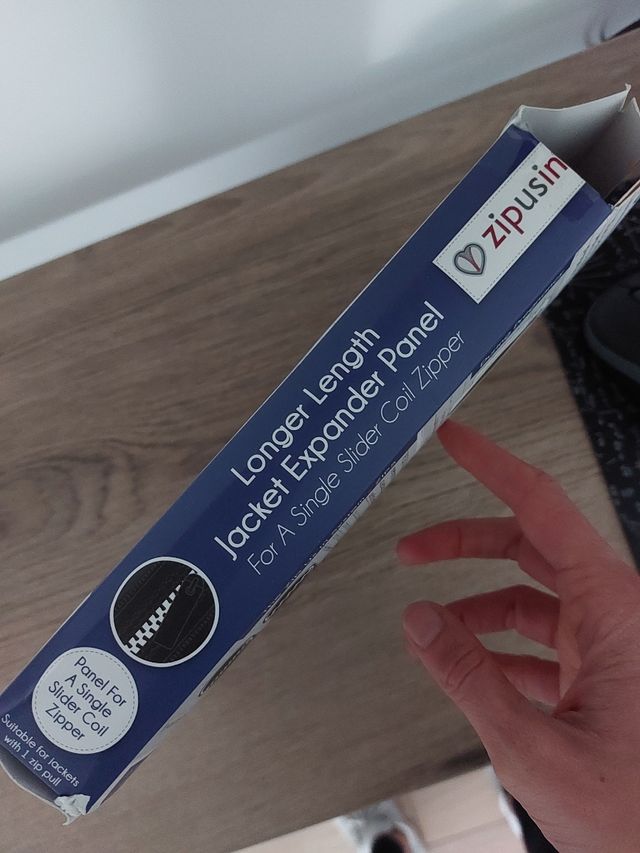 zipusin
Longer Length
Jacket Expander Panel
For A Single Slider Coil Zipper
Panel For
A Single
Slider Coil
Zipper
Suitable for jackets
with 1 zip pull